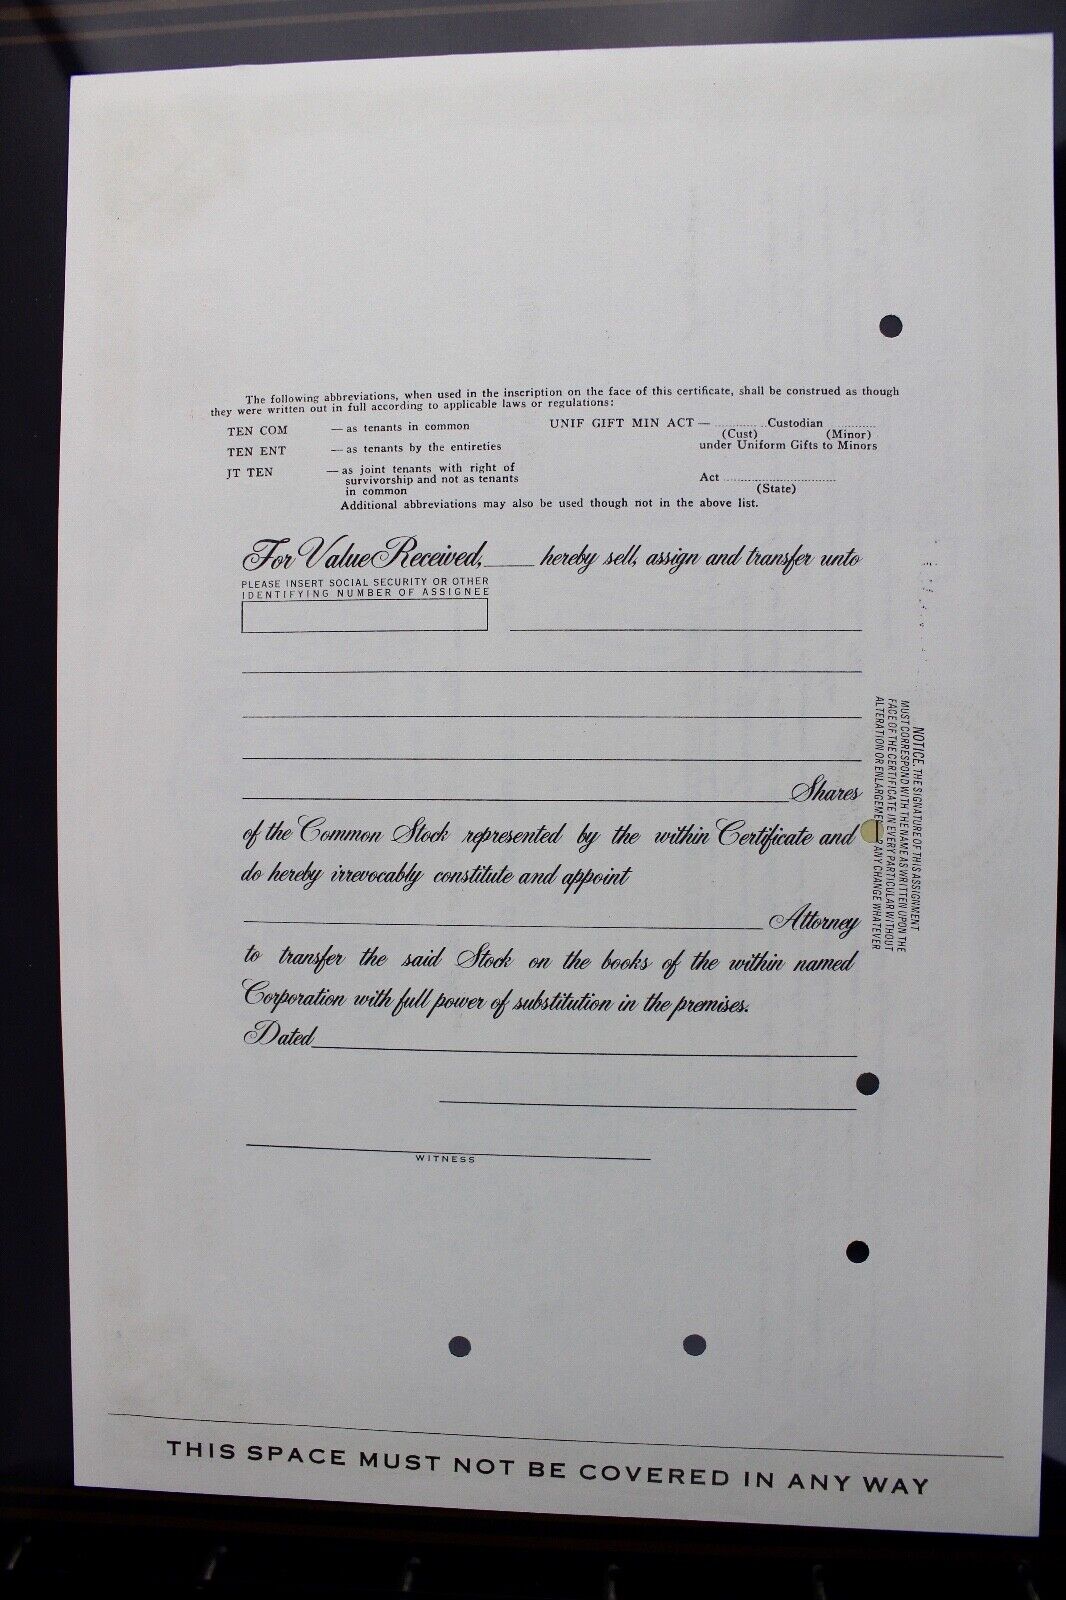 The following abbreviations, when used in the inscription on the face of this certificate, shall be construed as though
they were written out in full according to applicable laws or regulations:
TEN COM — as tenants in common UNIF GIFT MIN ACT — ............ Custodian ............
(Cust) (Minor)
TEN ENT — as tenants by the entireties under Uniform Gifts to Minors
JT TEN — as joint tenants with right of
survivorship and not as tenants Act ............................
in common (State)
Additional abbreviations may also be used though not in the above list.
For Value Received, _____ hereby sell, assign and transfer unto
PLEASE INSERT SOCIAL SECURITY OR OTHER
IDENTIFYING NUMBER OF ASSIGNEE
Shares
of the Common Stock represented by the within Certificate and
do hereby irrevocably constitute and appoint
Attorney
to transfer the said Stock on the books of the within named
Corporation with full power of substitution in the premises.
Dated
WITNESS
NOTICE. THE SIGNATURE OF THIS ASSIGNMENT
MUST CORRESPOND WITH THE NAME AS WRITTEN UPON THE
FACE OF THE CERTIFICATE IN EVERY PARTICULAR WITHOUT
ALTERATION OR ENLARGEME R ANY CHANGE WHATEVER
THIS SPACE MUST NOT BE COVERED IN ANY WAY